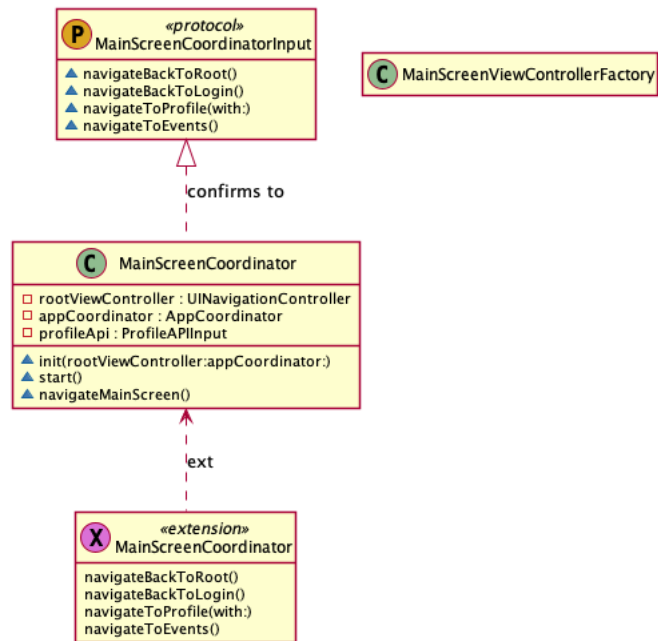 P
«protocol»
MainScreenCoordinatorInput
navigateBackToRoot()
navigateBackToLogin()
navigateToProfile(with:)
navigateToEvents()
C MainScreenViewControllerFactory
confirms to
C MainScreenCoordinator
rootViewController : UINavigationController
appCoordinator : AppCoordinator
profileApi : ProfileAPIInput
init(rootViewController:appCoordinator:)
start()
navigateMainScreen()
ext
X
«extension»
MainScreenCoordinator
navigateBackToRoot()
navigateBackToLogin()
navigateToProfile(with:)
navigateToEvents()